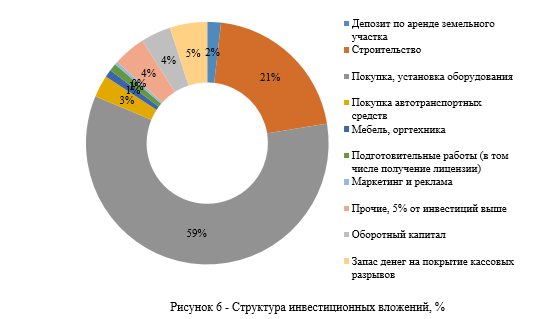 2%
21%
59%
3%
1%
1%
0%
4%
4%
5%
Депозит по аренде земельного
участка
Строительство
Покупка, установка оборудования
Покупка автотранспортных
средств
Мебель, оргтехника
Подготовительные работы (в том
числе получение лицензии)
Маркетинг и реклама
Прочие, 5% от инвестиций выше
Оборотный капитал
Запас денег на покрытие кассовых
разрывов
Рисунок 6 - Структура инвестиционных вложений, %